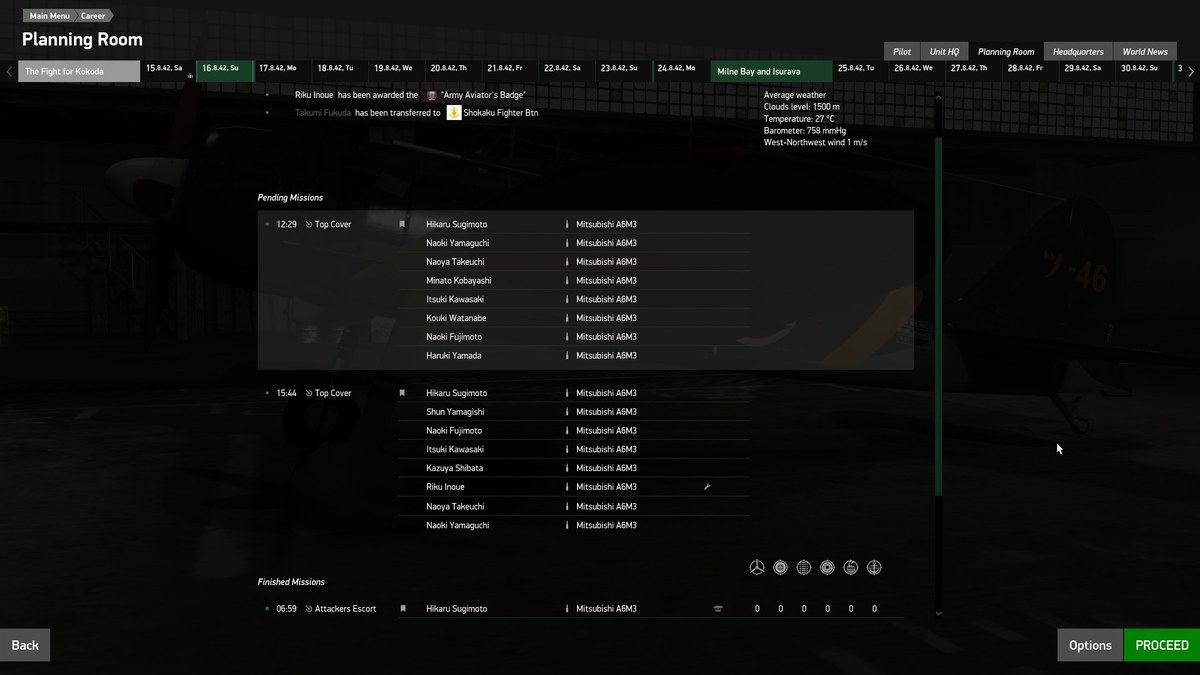 Main Menu Career
Planning Room
Pilot Unit HQ Planning Room Headquarters World News
The Fight for Kokoda 15.8.42, Sa 16.8.42, Su 17.8.42, Mo 18.8.42, Tu 19.8.42, We 20.8.42, Th 21.8.42, Fr 22.8.42, Sa 23.8.42, Su 24.8.42, Mo Milne Bay and Isurava 25.8.42, Tu 26.8.42, We 27.8.42, Th 28.8.42, Fr 29.8.42, Sa 30.8.42, Su 3
Riku Inoue has been awarded the "Army Aviator's Badge"
Takumi Fukuda has been transferred to Shokaku Fighter Btn
Average weather
Clouds level: 1500 m
Temperature: 27 °C
Barometer: 758 mmHg
West-Northwest wind 1 m/s
Pending Missions
12:29 Top Cover Hikaru Sugimoto Mitsubishi A6M3
Naoki Yamaguchi Mitsubishi A6M3
Naoya Takeuchi Mitsubishi A6M3
Minato Kobayashi Mitsubishi A6M3
Itsuki Kawasaki Mitsubishi A6M3
Kouki Watanabe Mitsubishi A6M3
Naoki Fujimoto Mitsubishi A6M3
Haruki Yamada Mitsubishi A6M3
15:44 Top Cover Hikaru Sugimoto Mitsubishi A6M3
Shun Yamagishi Mitsubishi A6M3
Naoki Fujimoto Mitsubishi A6M3
Itsuki Kawasaki Mitsubishi A6M3
Kazuya Shibata Mitsubishi A6M3
Riku Inoue Mitsubishi A6M3
Naoya Takeuchi Mitsubishi A6M3
Naoki Yamaguchi Mitsubishi A6M3
Finished Missions
06:59 Attackers Escort Hikaru Sugimoto Mitsubishi A6M3 0 0 0 0 0 0
ツ-46
Back Options PROCEED